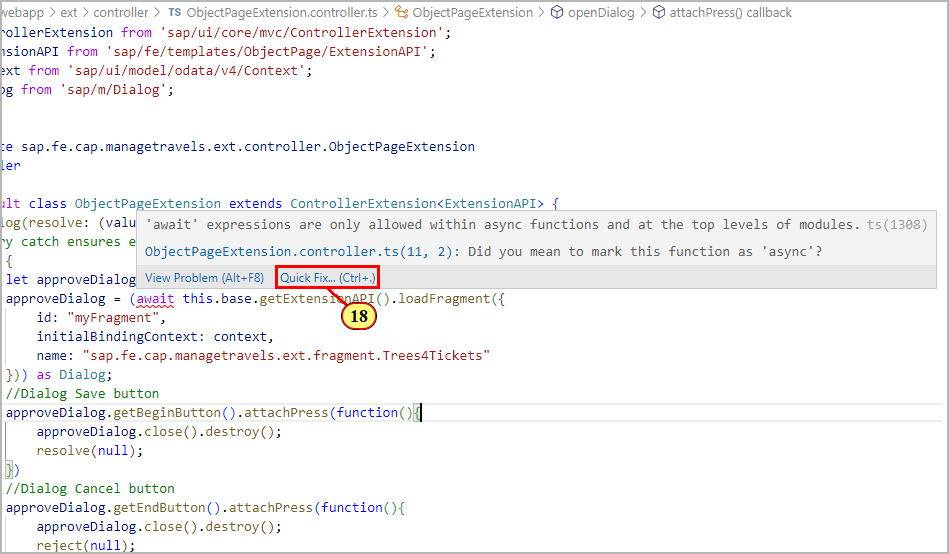 webapp > ext > controller > TS ObjectPageExtension.controller.ts > ObjectPageExtension > openDialog > attachPress() callback
rollerExtension from 'sap/ui/core/mvc/ControllerExtension';
nsionAPI from 'sap/fe/templates/ObjectPage/ExtensionAPI';
ext from 'sap/ui/model/odata/v4/Context';
og from 'sap/m/Dialog';
ce sap.fe.cap.managetravels.ext.controller.ObjectPageExtension
ller
ult class ObjectPageExtension extends ControllerExtension<ExtensionAPI> {
log(resolve: (valu
'await' expressions are only allowed within async functions and at the top levels of modules. ts(1308)
ry catch ensures e
ObjectPageExtension.controller.ts(11, 2): Did you mean to mark this function as 'async'?
{
let approveDialog
View Problem (Alt+F8) Quick Fix... (Ctrl+.)
approveDialog = (await this.base.getExtensionAPI().loadFragment({
18
id: "myFragment",
initialBindingContext: context,
name: "sap.fe.cap.managetravels.ext.fragment.Trees4Tickets"
})) as Dialog;
//Dialog Save button
approveDialog.getBeginButton().attachPress(function(){
approveDialog.close().destroy();
resolve(null);
})
//Dialog Cancel button
approveDialog.getEndButton().attachPress(function(){
approveDialog.close().destroy();
reject(null);